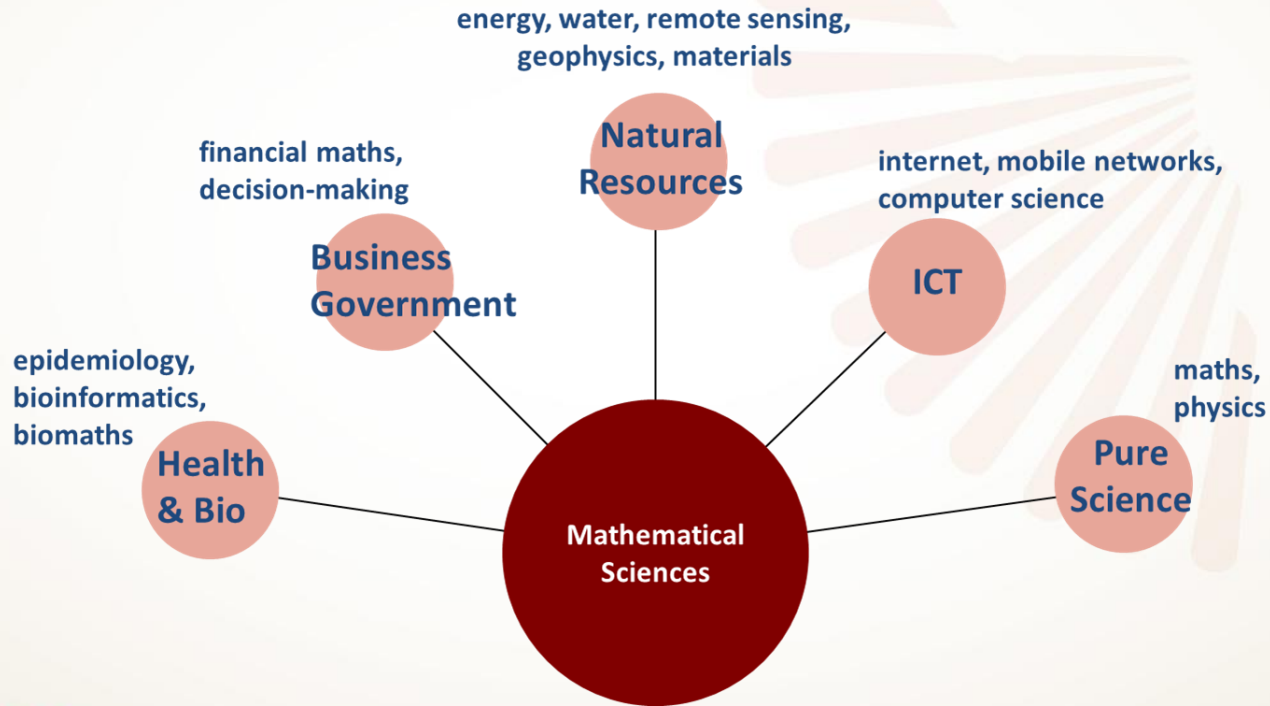 energy, water, remote sensing,
geophysics, materials
Natural
Resources
financial maths,
decision-making
Business
Government
internet, mobile networks,
computer science
ICT
epidemiology,
bioinformatics,
biomaths
Health
& Bio
maths,
physics
Pure
Science
Mathematical
Sciences